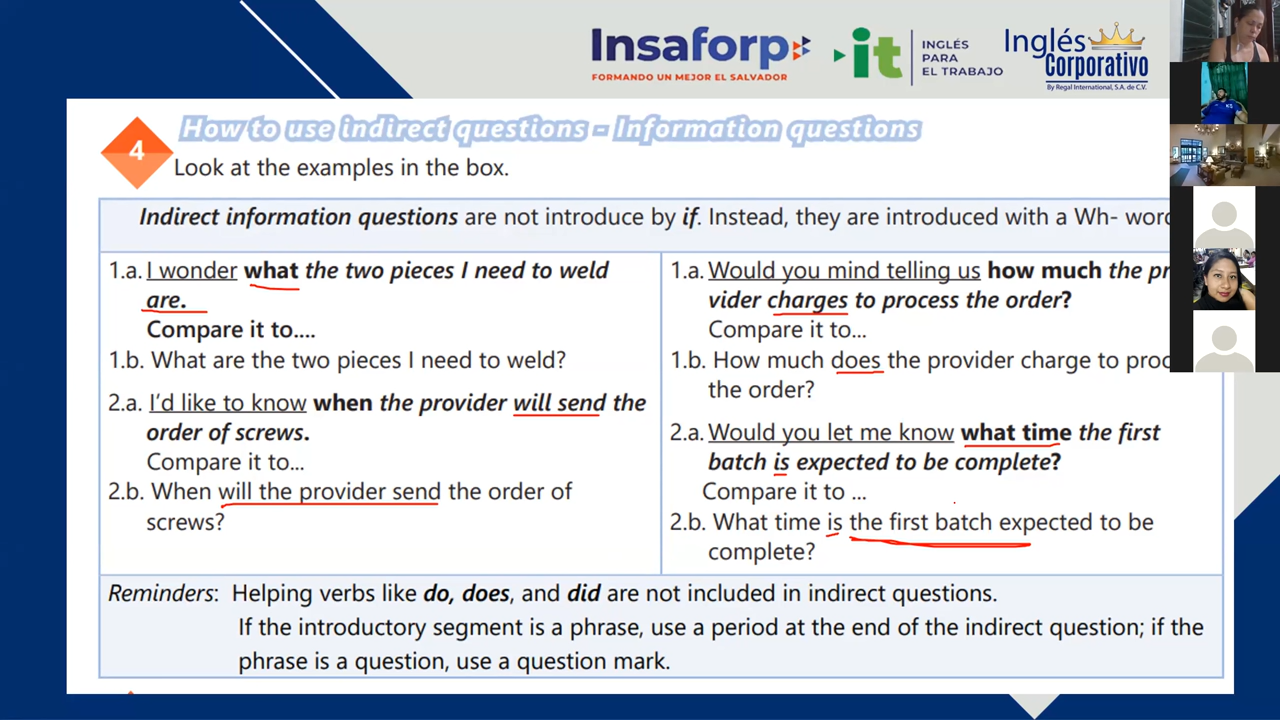 Insaforp
FORMANDO UN MEJOR EL SALVADOR
it
INGLÉS
PARA
EL TRABAJO
Inglés
Corporativo
By Regal International, S.A. de C.V.
4
How to use indirect questions - Information questions
Look at the examples in the box.
Indirect information questions are not introduce by if. Instead, they are introduced with a Wh- word
1.a. I wonder what the two pieces I need to weld
are.
Compare it to....
1.b. What are the two pieces I need to weld?
2.a. I'd like to know when the provider will send the
order of screws.
Compare it to...
2.b. When will the provider send the order of
screws?
1.a. Would you mind telling us how much the pr
vider charges to process the order?
Compare it to...
1.b. How much does the provider charge to proc
the order?
2.a. Would you let me know what time the first
batch is expected to be complete?
Compare it to ...
2.b. What time is the first batch expected to be
complete?
Reminders: Helping verbs like do, does, and did are not included in indirect questions.
If the introductory segment is a phrase, use a period at the end of the indirect question; if the
phrase is a question, use a question mark.